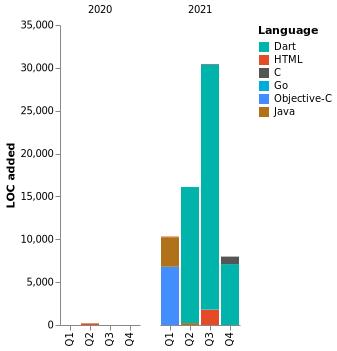 2020 2021
Language
Dart
HTML
C
Go
Objective-C
Java
LOC added
35,000
30,000
25,000
20,000
15,000
10,000
5,000
0
Q1 Q2 Q3 Q4 Q1 Q2 Q3 Q4